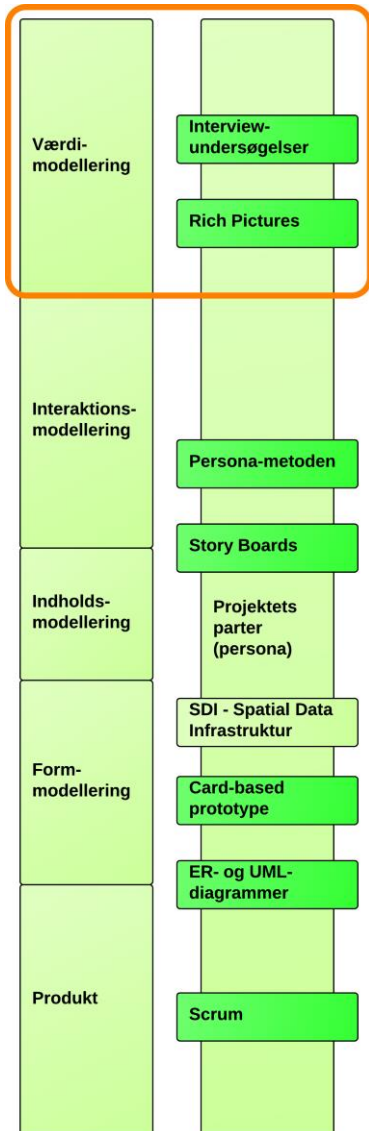 Værdi-
modellering
Interview-
undersøgelser
Rich Pictures
Interaktions-
modellering
Persona-metoden
Story Boards
Indholds-
modellering
Projektets
parter
(persona)
SDI - Spatial Data
Infrastruktur
Form-
modellering
Card-based
prototype
ER- og UML-
diagrammer
Produkt
Scrum